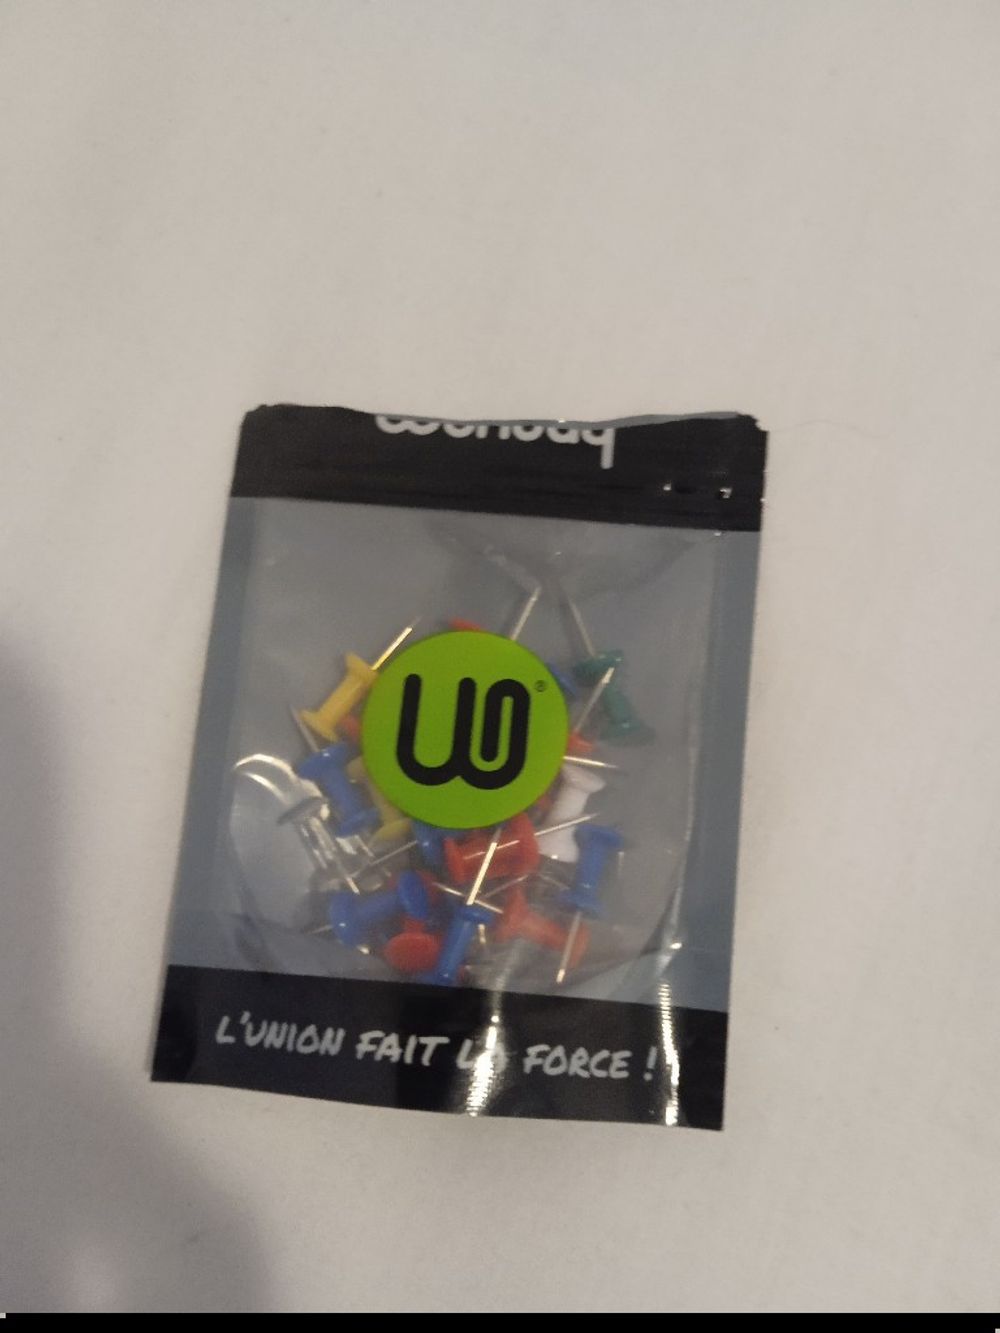 W®
L'UNION FAIT LA FORCE !